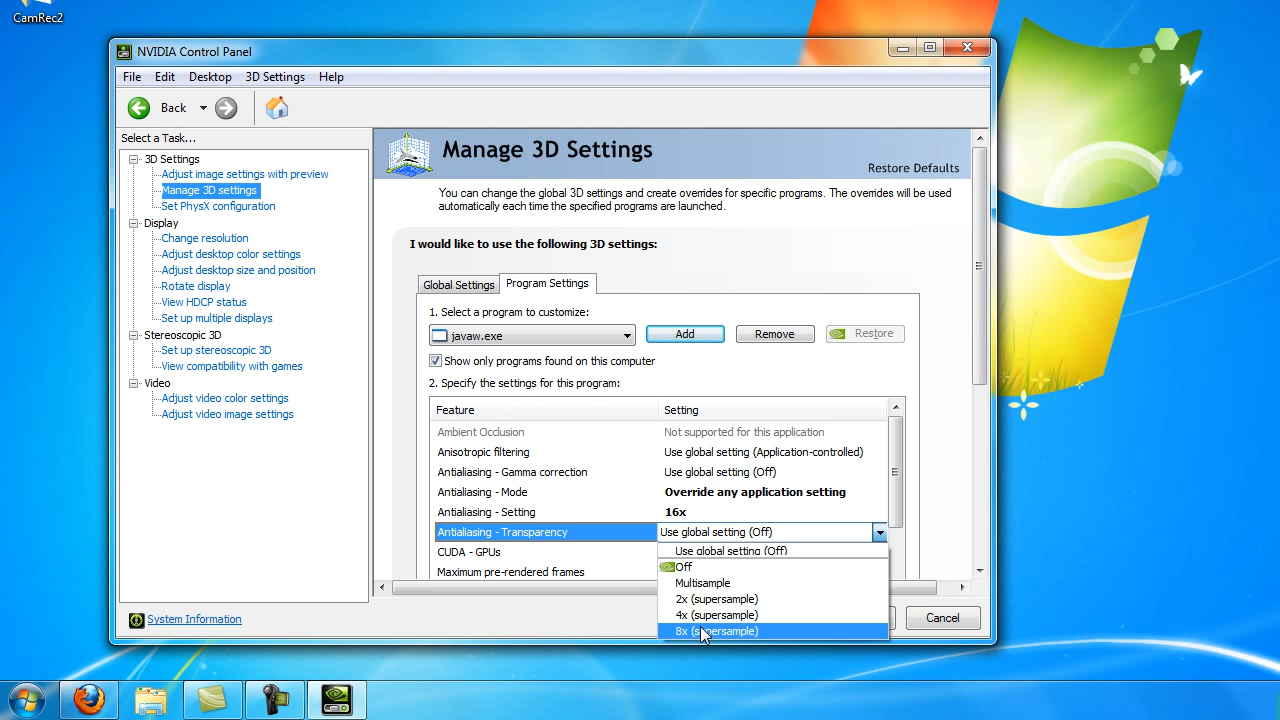 CamRec2
NVIDIA Control Panel
File Edit Desktop 3D Settings Help
Back
Select a Task...
3D Settings
Adjust image settings with preview
Manage 3D settings
Set PhysX configuration
Display
Change resolution
Adjust desktop color settings
Adjust desktop size and position
Rotate display
View HDCP status
Set up multiple displays
Stereoscopic 3D
Set up stereoscopic 3D
View compatibility with games
Video
Adjust video color settings
Adjust video image settings
System Information
Manage 3D Settings
Restore Defaults
You can change the global 3D settings and create overrides for specific programs. The overrides will be used
automatically each time the specified programs are launched.
I would like to use the following 3D settings:
Global Settings Program Settings
1. Select a program to customize:
javaw.exe Add Remove Restore
Show only programs found on this computer
2. Specify the settings for this program:
Feature Setting
Ambient Occlusion Not supported for this application
Anisotropic filtering Use global setting (Application-controlled)
Antialiasing - Gamma correction Use global setting (Off)
Antialiasing - Mode Override any application setting
Antialiasing - Setting 16x
Antialiasing - Transparency Use global setting (Off)
CUDA - GPUs
Maximum pre-rendered frames
Use global setting (Off)
Off
Multisample
2x (supersample)
4x (supersample)
8x (supersample)
Cancel